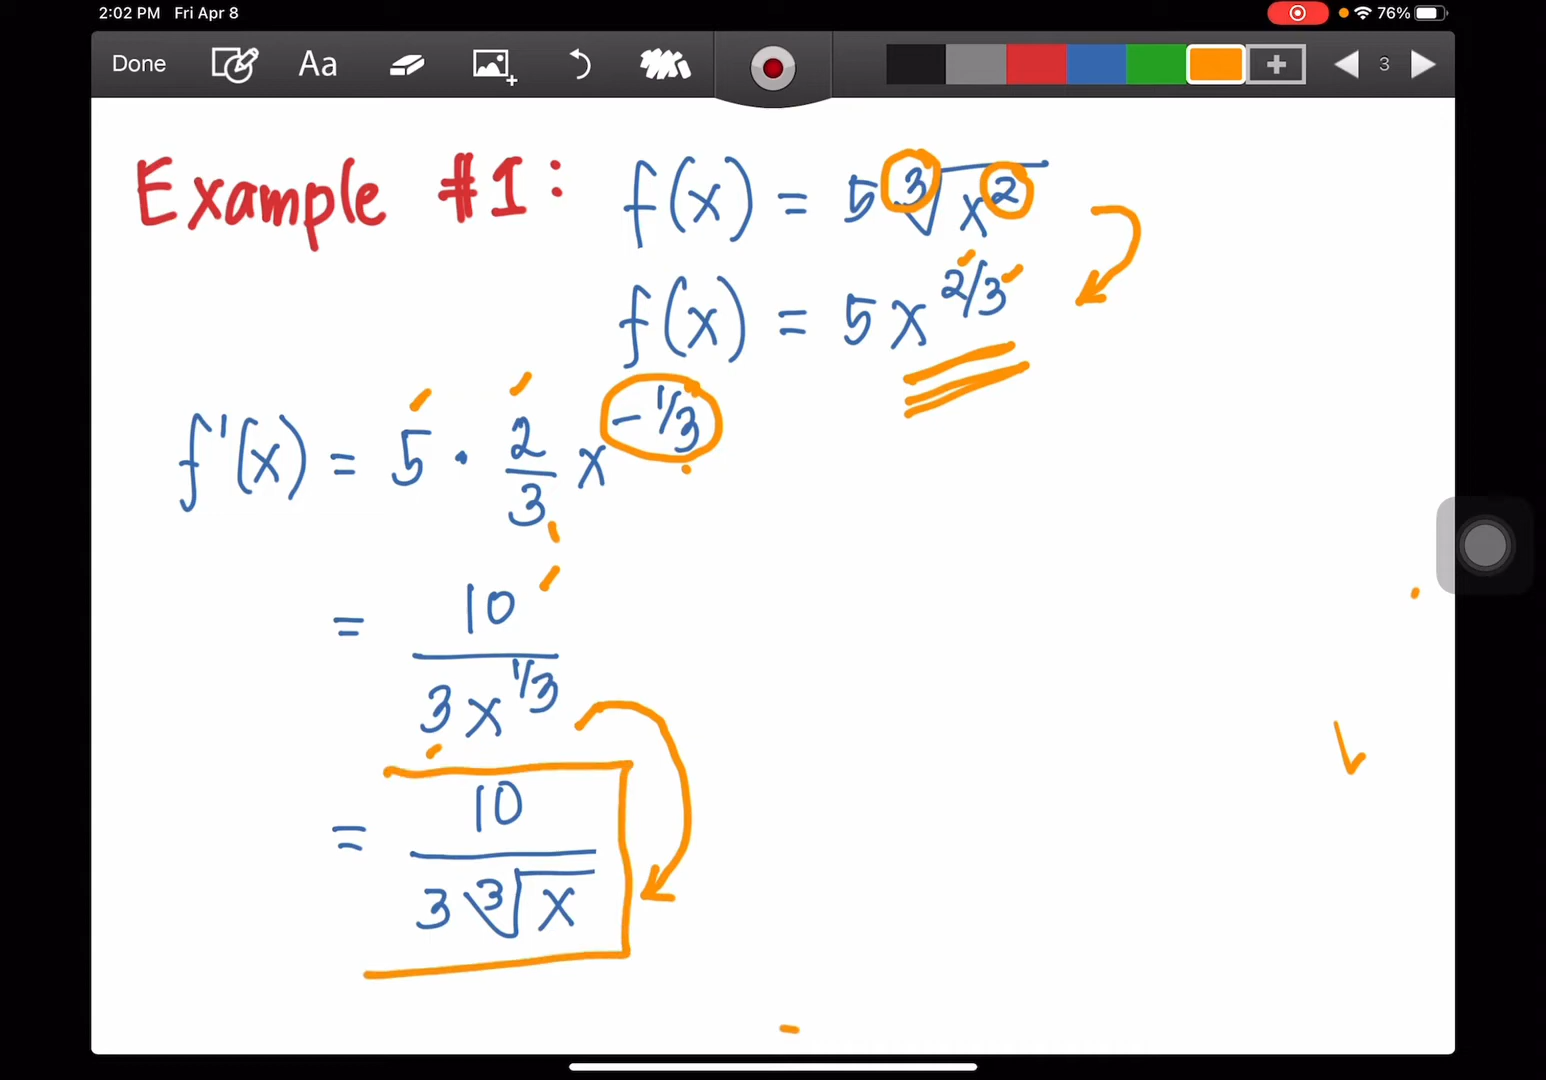 2:02 PM Fri Apr 8 76%
Done Aa 3
Example #1: f(x) = 5∛(x²)
f(x) = 5x^(2/3)
f'(x) = 5 · 2/3 x^(-1/3)
= 10/(3x^(1/3))
= 10/(3∛x)